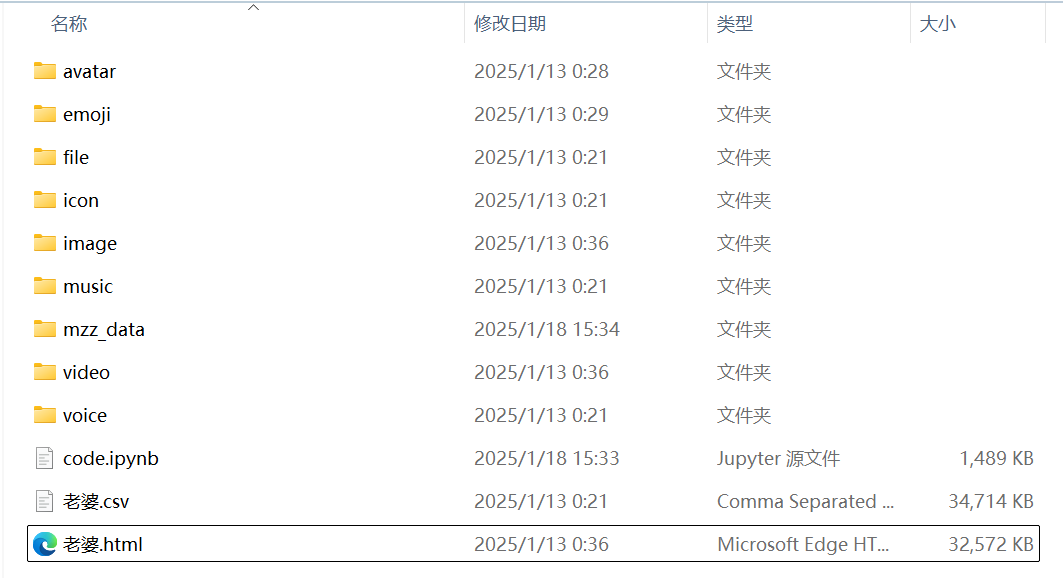 名称 修改日期 类型 大小
avatar 2025/1/13 0:28 文件夹
emoji 2025/1/13 0:29 文件夹
file 2025/1/13 0:21 文件夹
icon 2025/1/13 0:21 文件夹
image 2025/1/13 0:36 文件夹
music 2025/1/13 0:21 文件夹
mzz_data 2025/1/18 15:34 文件夹
video 2025/1/13 0:36 文件夹
voice 2025/1/13 0:21 文件夹
code.ipynb 2025/1/18 15:33 Jupyter 源文件 1,489 KB
老婆.csv 2025/1/13 0:21 Comma Separated ... 34,714 KB
老婆.html 2025/1/13 0:36 Microsoft Edge HT... 32,572 KB